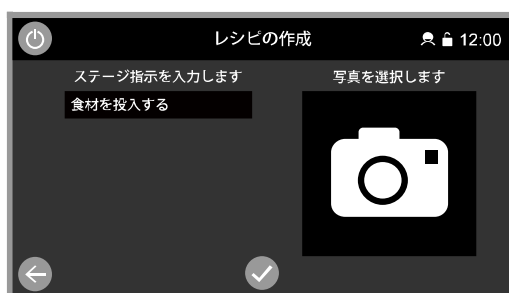 レシピの作成
12:00
ステージ指示を入力します
写真を選択します
食材を投入する